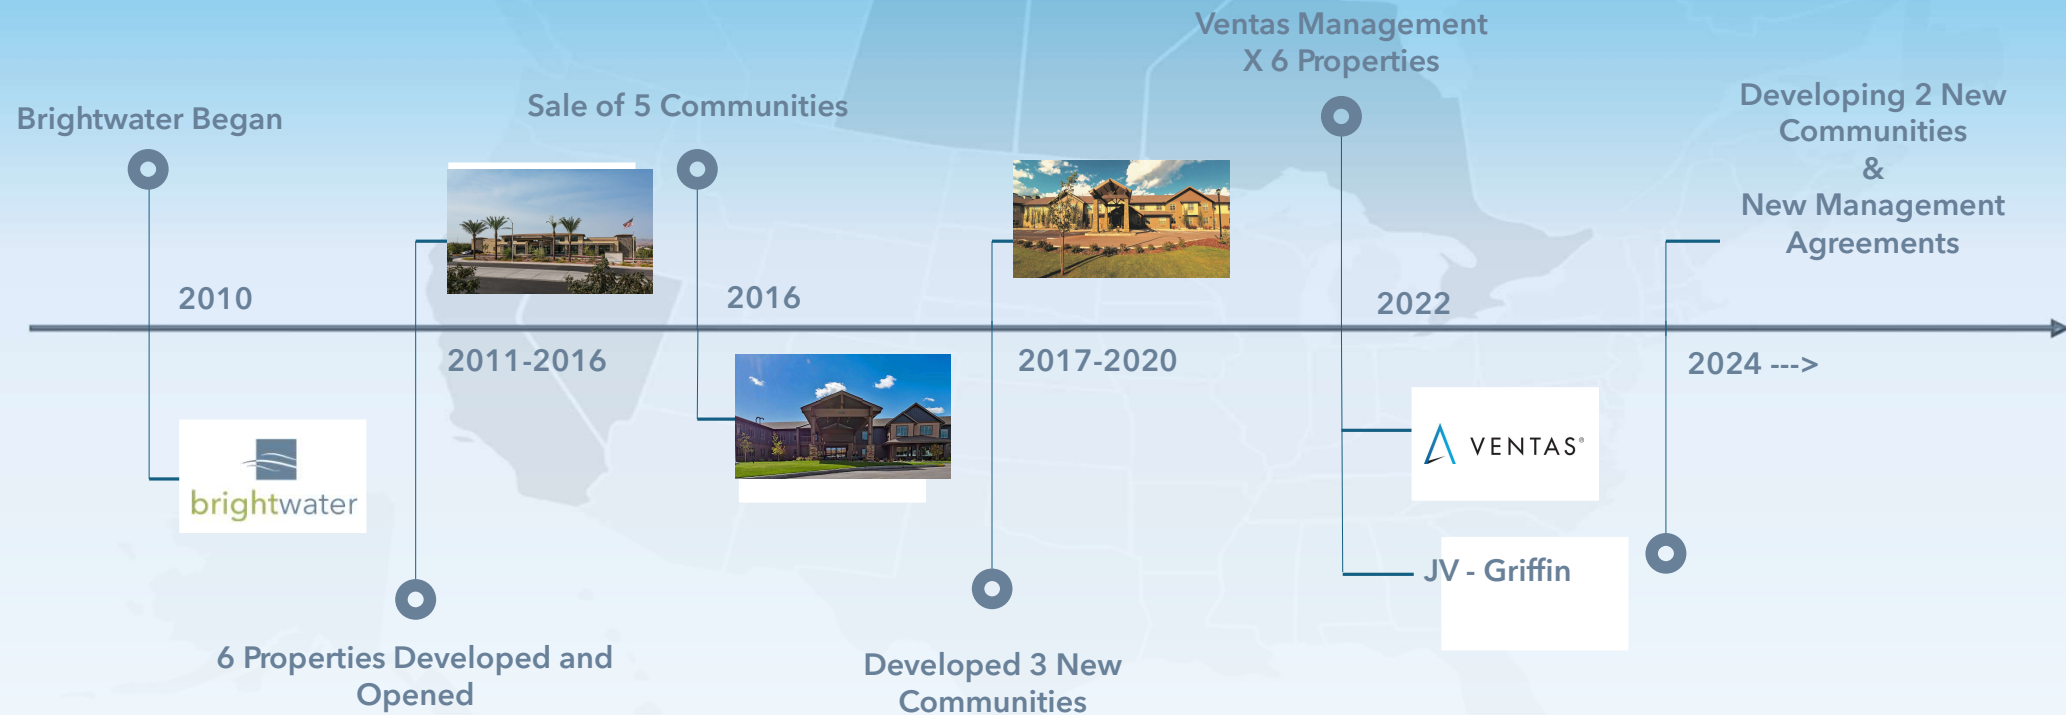 Brightwater Began
2010
brightwater
2011-2016
6 Properties Developed and
Opened
Sale of 5 Communities
2016
2017-2020
Developed 3 New
Communities
Ventas Management
X 6 Properties
2022
VENTAS®
JV - Griffin
Developing 2 New
Communities
&
New Management
Agreements
2024 --->